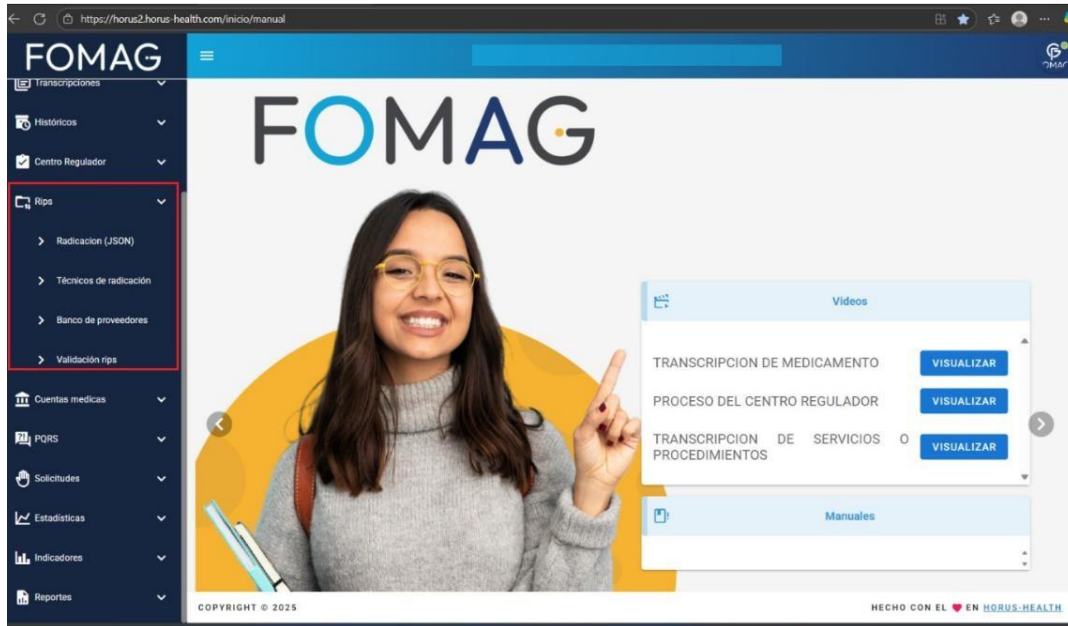 https://horus2.horus-health.com/inicio/manual
FOMAG
Transcripciones
Históricos
Centro Regulador
Rips
Radicacion (JSON)
Técnicos de radicación
Banco de proveedores
Validación rips
Cuentas medicas
PQRS
Solicitudes
Estadísticas
Indicadores
Reportes
FOMAG
Videos
TRANSCRIPCION DE MEDICAMENTO VISUALIZAR
PROCESO DEL CENTRO REGULADOR VISUALIZAR
TRANSCRIPCION DE SERVICIOS O
PROCEDIMIENTOS VISUALIZAR
Manuales
COPYRIGHT © 2025
HECHO CON EL ❤ EN HORUS-HEALTH